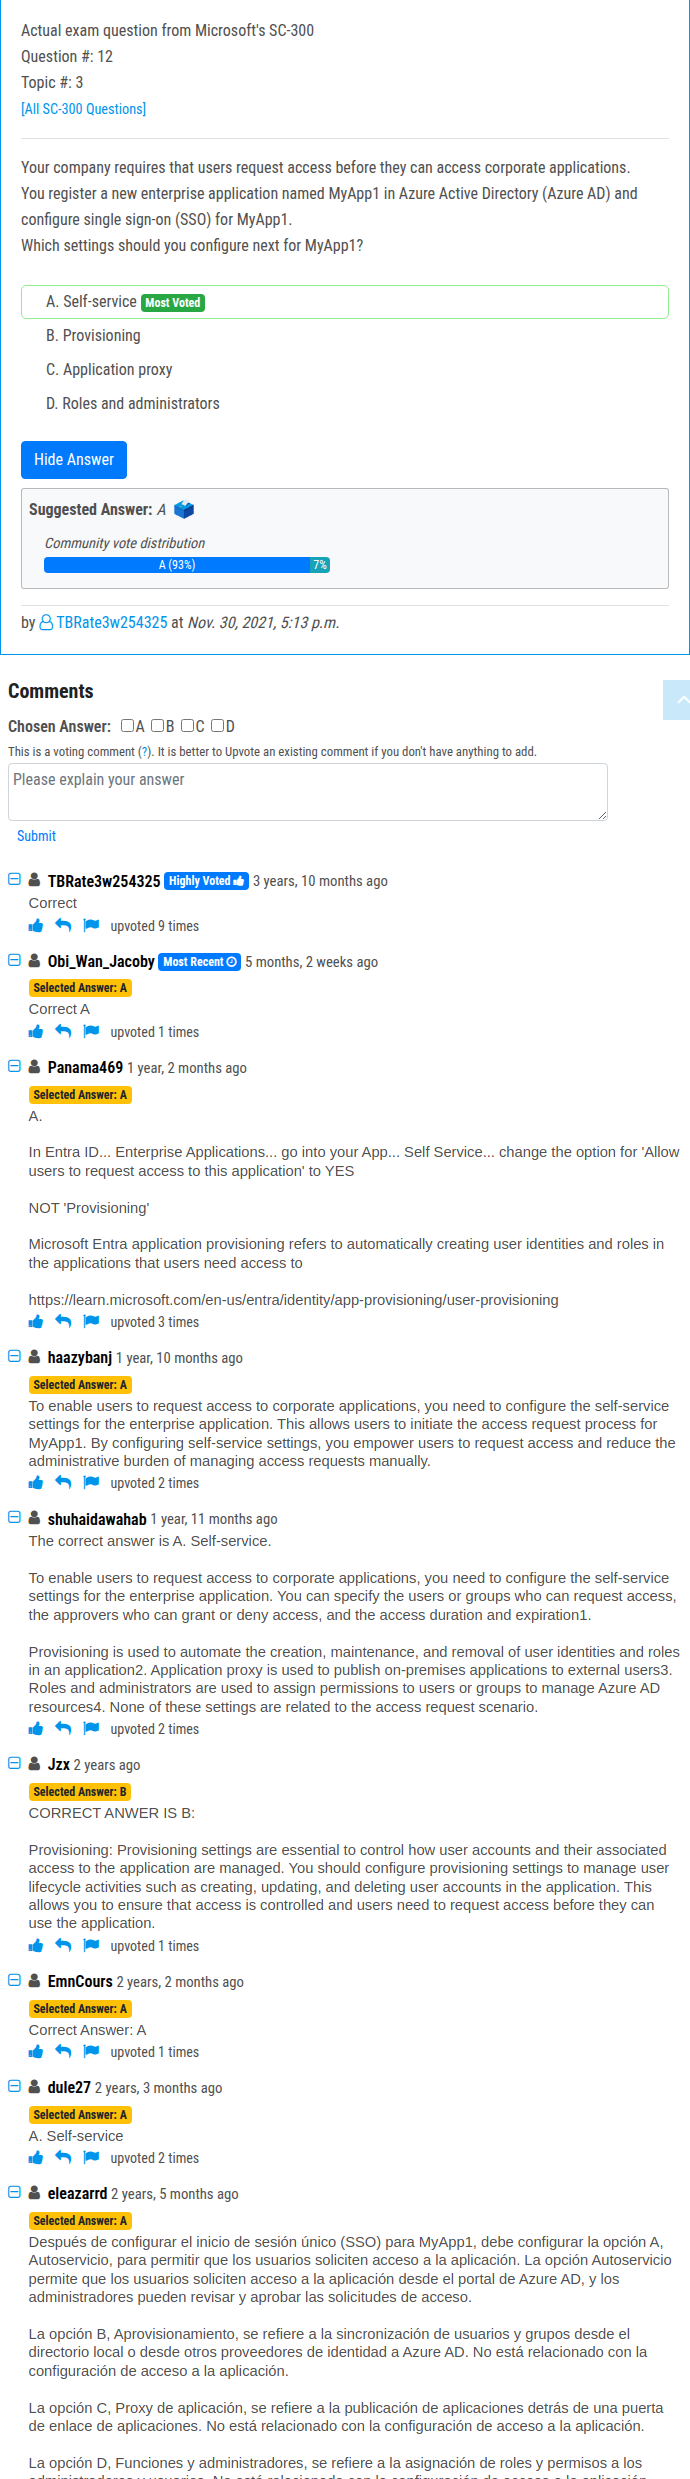 Actual exam question from Microsoft's SC-300
Question #: 12
Topic #: 3
[All SC-300 Questions]
Your company requires that users request access before they can access corporate applications.
You register a new enterprise application named MyApp1 in Azure Active Directory (Azure AD) and
configure single sign-on (SSO) for MyApp1.
Which settings should you configure next for MyApp1?
A. Self-service Most Voted
B. Provisioning
C. Application proxy
D. Roles and administrators
Hide Answer
Suggested Answer: A
Community vote distribution
A (93%) 7%
by TBRate3w254325 at Nov. 30, 2021, 5:13 p.m.
Comments
Chosen Answer: A B C D
This is a voting comment (?). It is better to Upvote an existing comment if you don't have anything to add.
Please explain your answer
Submit
TBRate3w254325 Highly Voted 3 years, 10 months ago
Correct
upvoted 9 times
Obi_Wan_Jacoby Most Recent 5 months, 2 weeks ago
Selected Answer: A
Correct A
upvoted 1 times
Panama469 1 year, 2 months ago
Selected Answer: A
A.
In Entra ID... Enterprise Applications... go into your App... Self Service... change the option for 'Allow
users to request access to this application' to YES
NOT 'Provisioning'
Microsoft Entra application provisioning refers to automatically creating user identities and roles in
the applications that users need access to
https://learn.microsoft.com/en-us/entra/identity/app-provisioning/user-provisioning
upvoted 3 times
haazybanj 1 year, 10 months ago
Selected Answer: A
To enable users to request access to corporate applications, you need to configure the self-service
settings for the enterprise application. This allows users to initiate the access request process for
MyApp1. By configuring self-service settings, you empower users to request access and reduce the
administrative burden of managing access requests manually.
upvoted 2 times
shuhaidawahab 1 year, 11 months ago
The correct answer is A. Self-service.
To enable users to request access to corporate applications, you need to configure the self-service
settings for the enterprise application. You can specify the users or groups who can request access,
the approvers who can grant or deny access, and the access duration and expiration1.
Provisioning is used to automate the creation, maintenance, and removal of user identities and roles
in an application2. Application proxy is used to publish on-premises applications to external users3.
Roles and administrators are used to assign permissions to users or groups to manage Azure AD
resources4. None of these settings are related to the access request scenario.
upvoted 2 times
Jzx 2 years ago
Selected Answer: B
CORRECT ANWER IS B:
Provisioning: Provisioning settings are essential to control how user accounts and their associated
access to the application are managed. You should configure provisioning settings to manage user
lifecycle activities such as creating, updating, and deleting user accounts in the application. This
allows you to ensure that access is controlled and users need to request access before they can
use the application.
upvoted 1 times
EmnCours 2 years, 2 months ago
Selected Answer: A
Correct Answer: A
upvoted 1 times
dule27 2 years, 3 months ago
Selected Answer: A
A. Self-service
upvoted 2 times
eleazarrd 2 years, 5 months ago
Selected Answer: A
Después de configurar el inicio de sesión único (SSO) para MyApp1, debe configurar la opción A,
Autoservicio, para permitir que los usuarios soliciten acceso a la aplicación. La opción Autoservicio
permite que los usuarios soliciten acceso a la aplicación desde el portal de Azure AD, y los
administradores pueden revisar y aprobar las solicitudes de acceso.
La opción B, Aprovisionamiento, se refiere a la sincronización de usuarios y grupos desde el
directorio local o desde otros proveedores de identidad a Azure AD. No está relacionado con la
configuración de acceso a la aplicación.
La opción C, Proxy de aplicación, se refiere a la publicación de aplicaciones detrás de una puerta
de enlace de aplicaciones. No está relacionado con la configuración de acceso a la aplicación.
La opción D, Funciones y administradores, se refiere a la asignación de roles y permisos a los